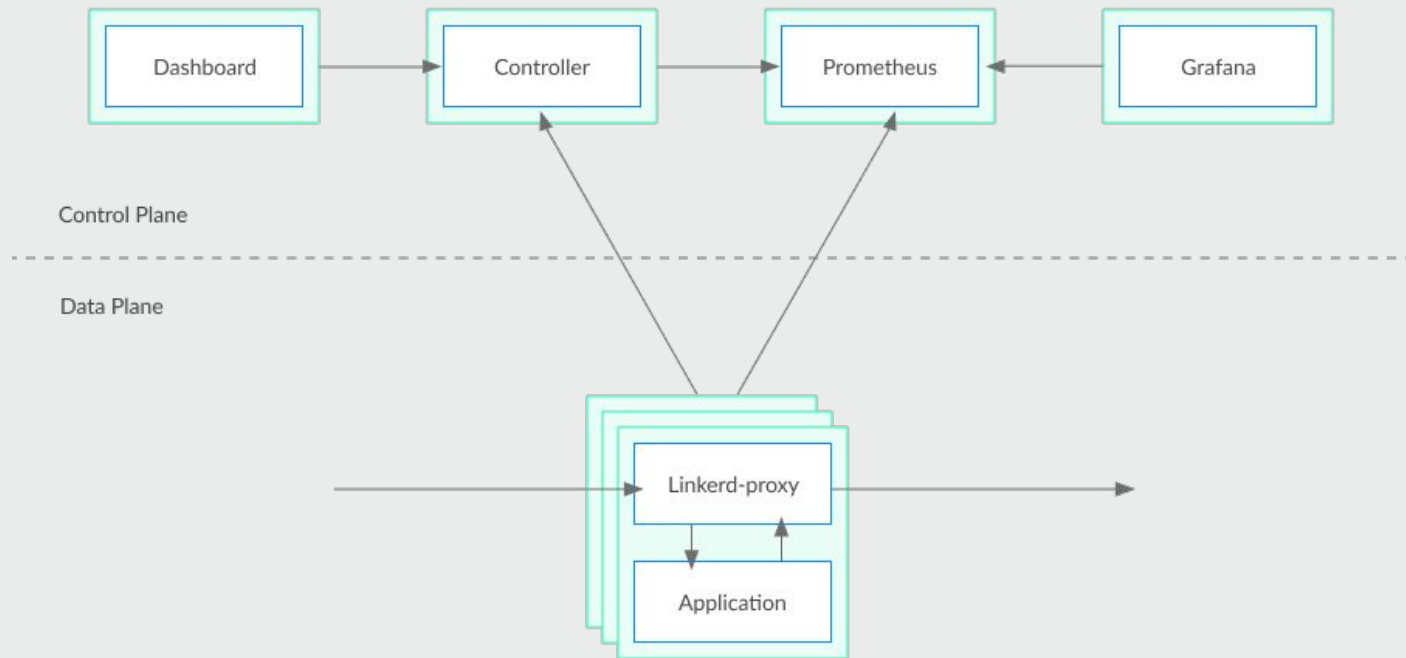 Dashboard
Controller
Prometheus
Grafana
Control Plane
Data Plane
Linkerd-proxy
Application